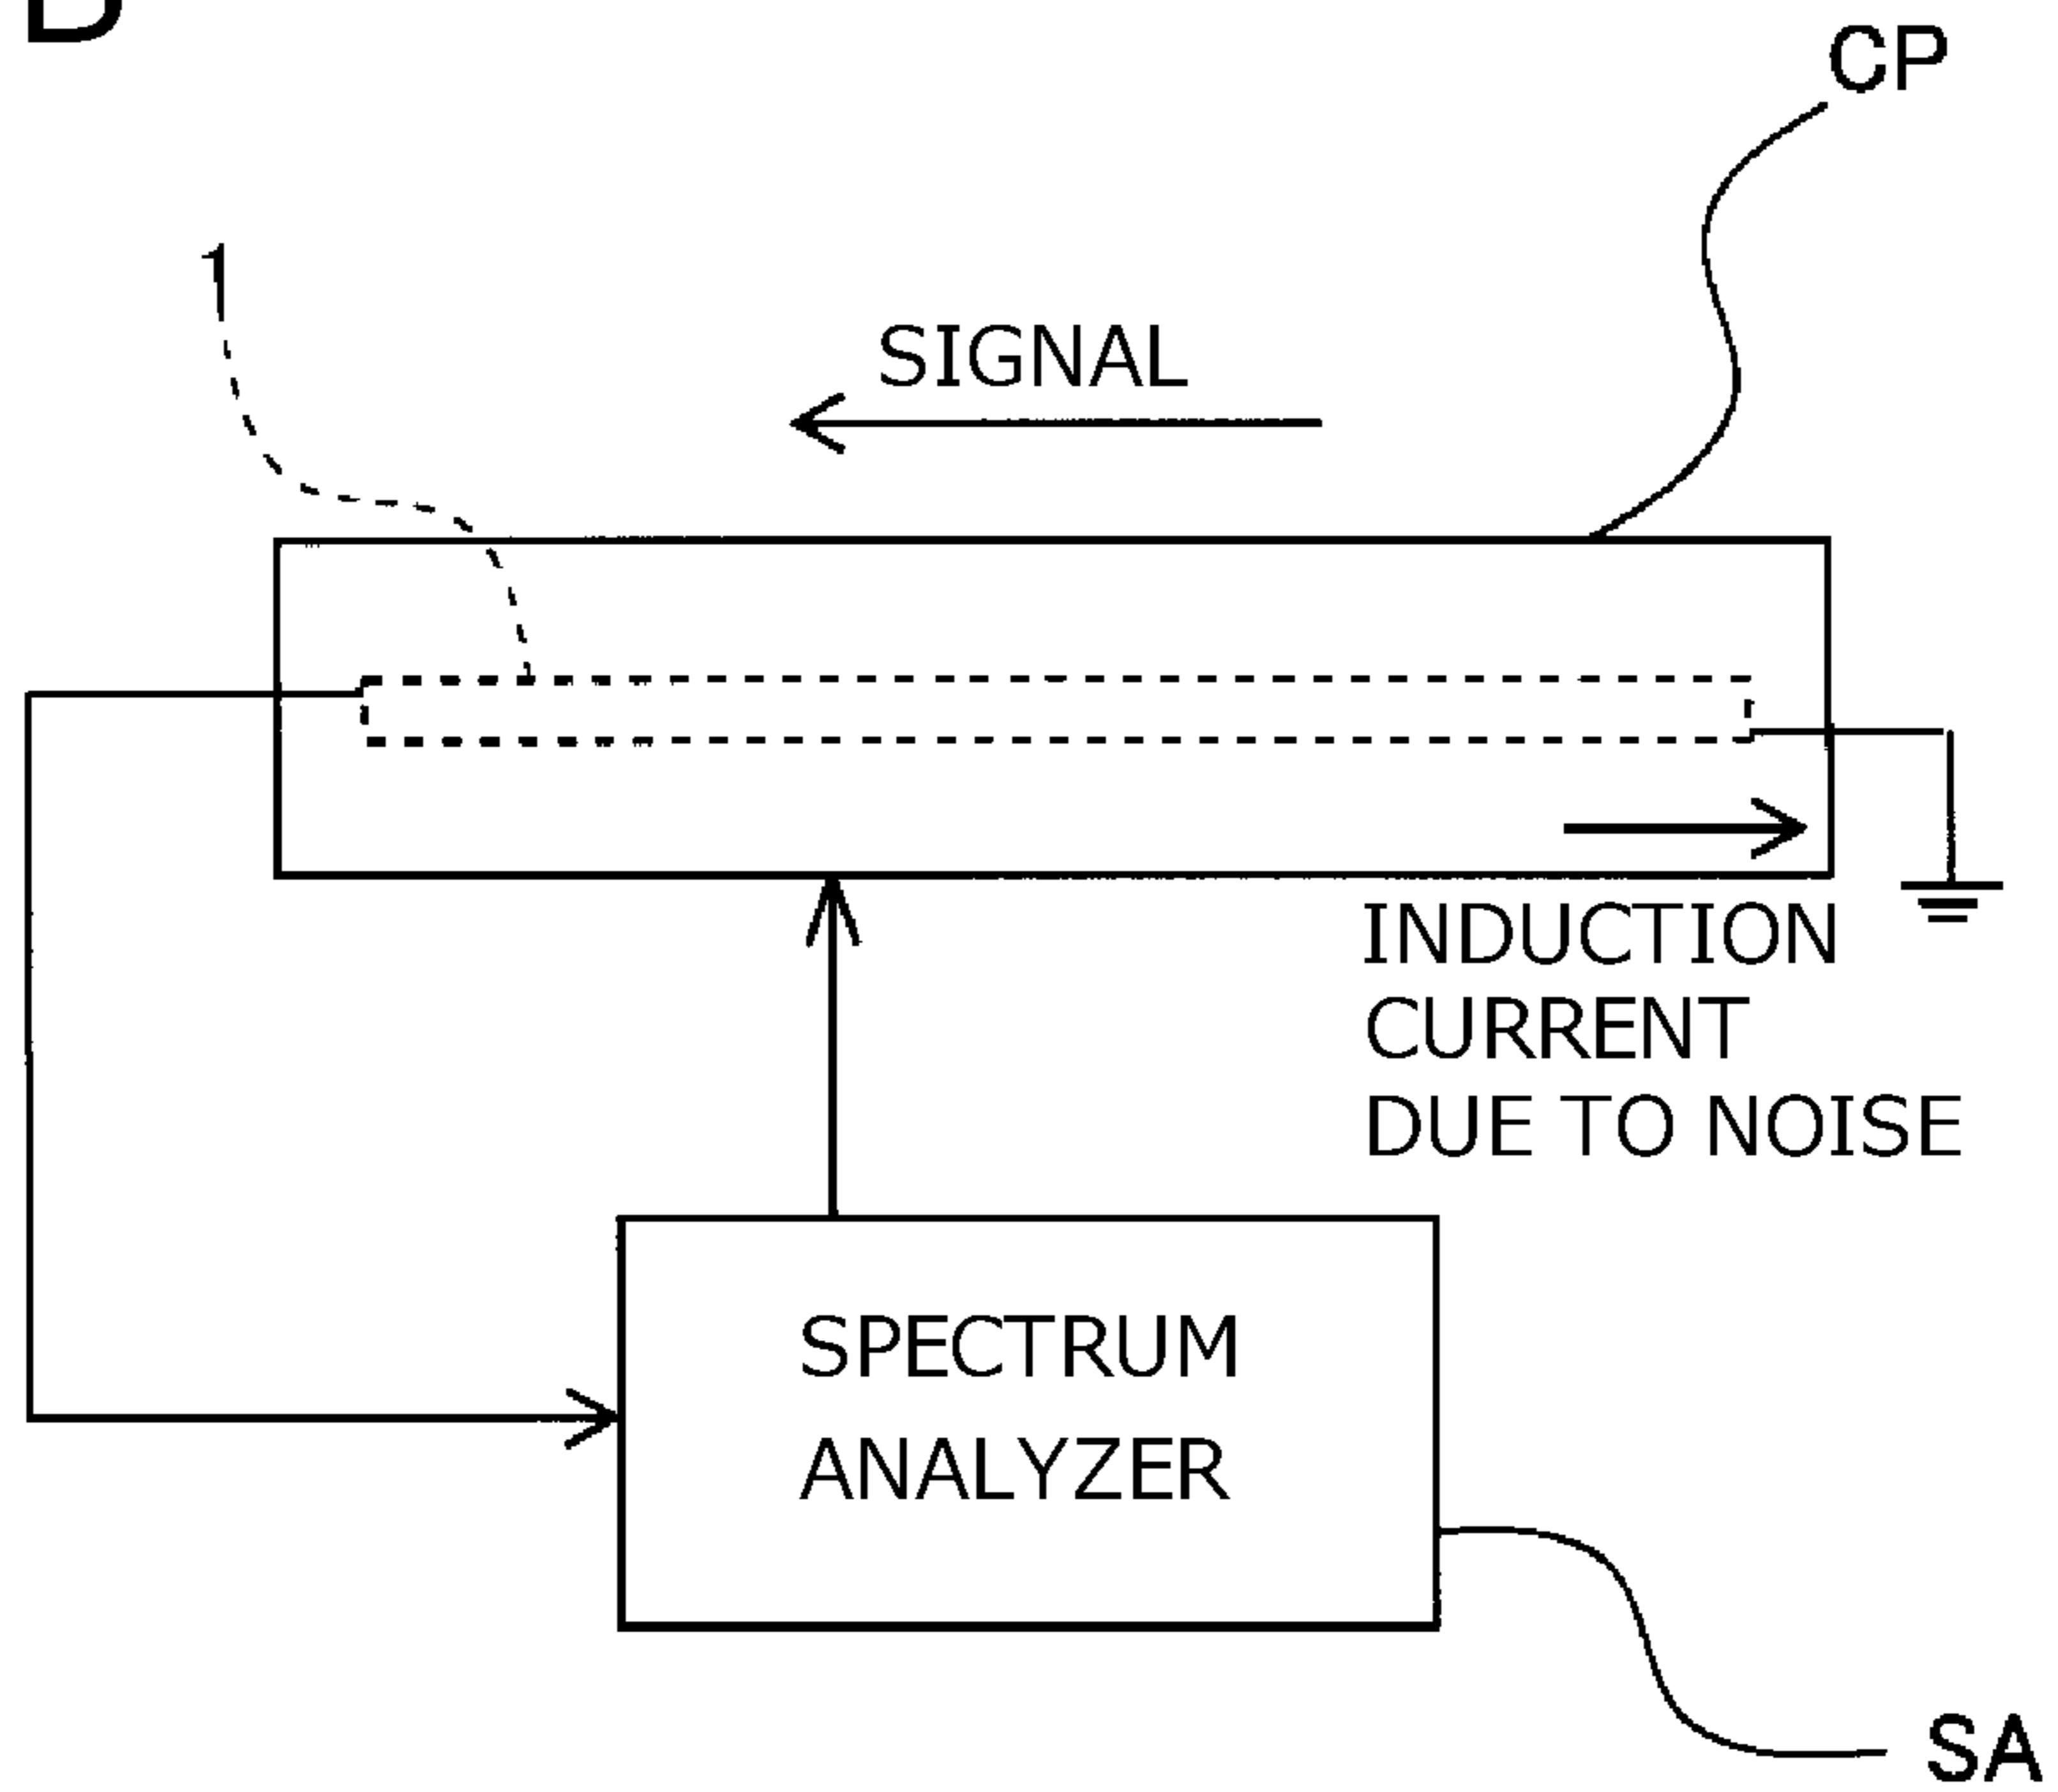 CP
1
SIGNAL
INDUCTION
CURRENT
DUE TO NOISE
SPECTRUM
ANALYZER
SA